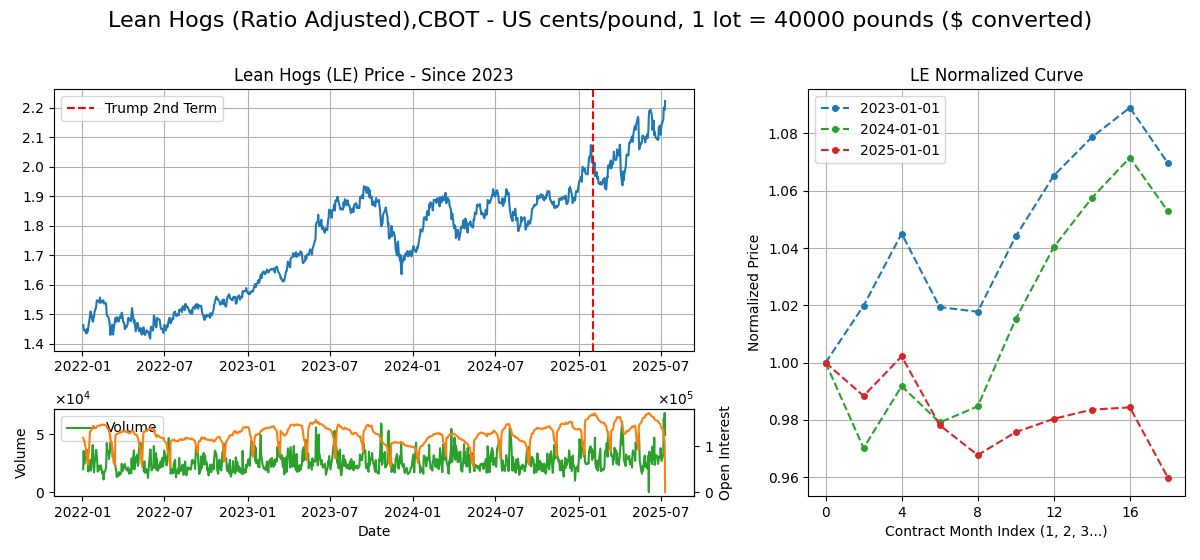 Lean Hogs (Ratio Adjusted),CBOT - US cents/pound, 1 lot = 40000 pounds ($ converted)
Lean Hogs (LE) Price - Since 2023
Trump 2nd Term
2.2
2.1
2.0
1.9
1.8
1.7
1.6
1.5
1.4
2022-01 2022-07 2023-01 2023-07 2024-01 2024-07 2025-01 2025-07
×10⁴
×10⁵
Volume
Volume
5
0
1
0
Open Interest
2022-01 2022-07 2023-01 2023-07 2024-01 2024-07 2025-01 2025-07
Date
LE Normalized Curve
2023-01-01
2024-01-01
2025-01-01
Normalized Price
1.08
1.06
1.04
1.02
1.00
0.98
0.96
0 4 8 12 16
Contract Month Index (1, 2, 3...)